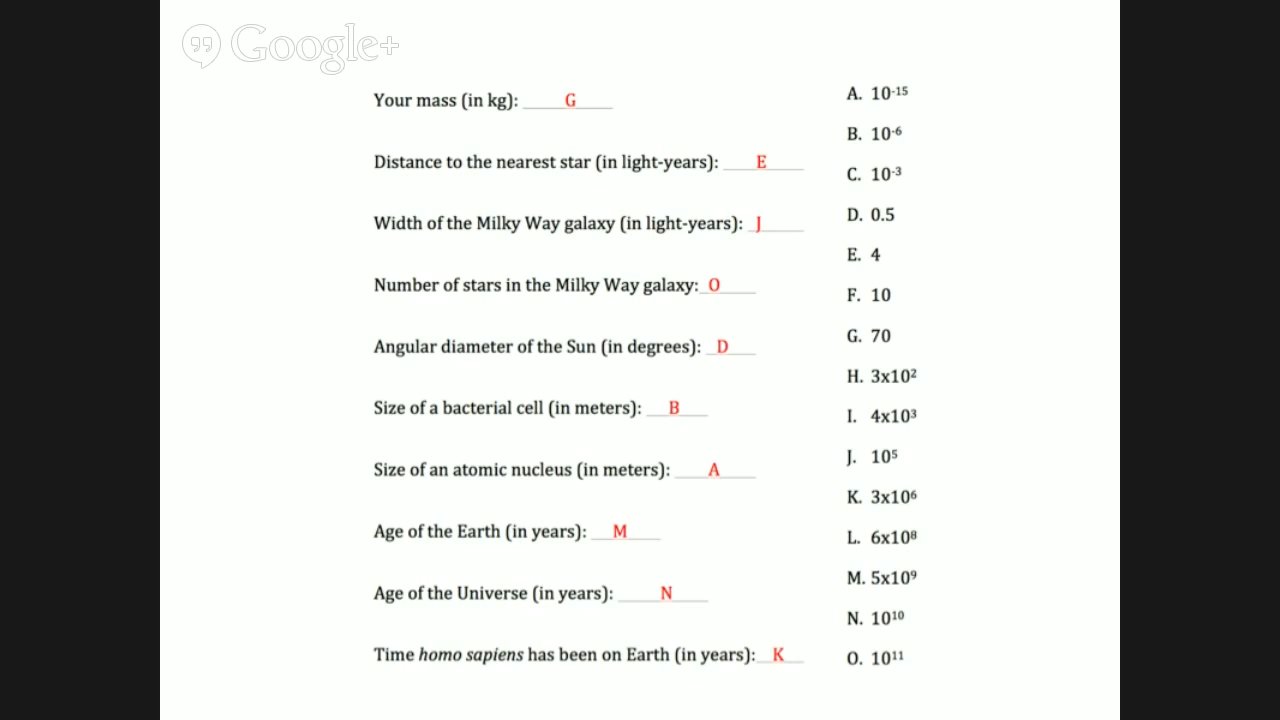 Google+
Your mass (in kg): G
Distance to the nearest star (in light-years): E
Width of the Milky Way galaxy (in light-years): J
Number of stars in the Milky Way galaxy: O
Angular diameter of the Sun (in degrees): D
Size of a bacterial cell (in meters): B
Size of an atomic nucleus (in meters): A
Age of the Earth (in years): M
Age of the Universe (in years): N
Time homo sapiens has been on Earth (in years): K
A. 10⁻¹⁵
B. 10⁻⁶
C. 10⁻³
D. 0.5
E. 4
F. 10
G. 70
H. 3x10²
I. 4x10³
J. 10⁵
K. 3x10⁶
L. 6x10⁸
M. 5x10⁹
N. 10¹⁰
O. 10¹¹